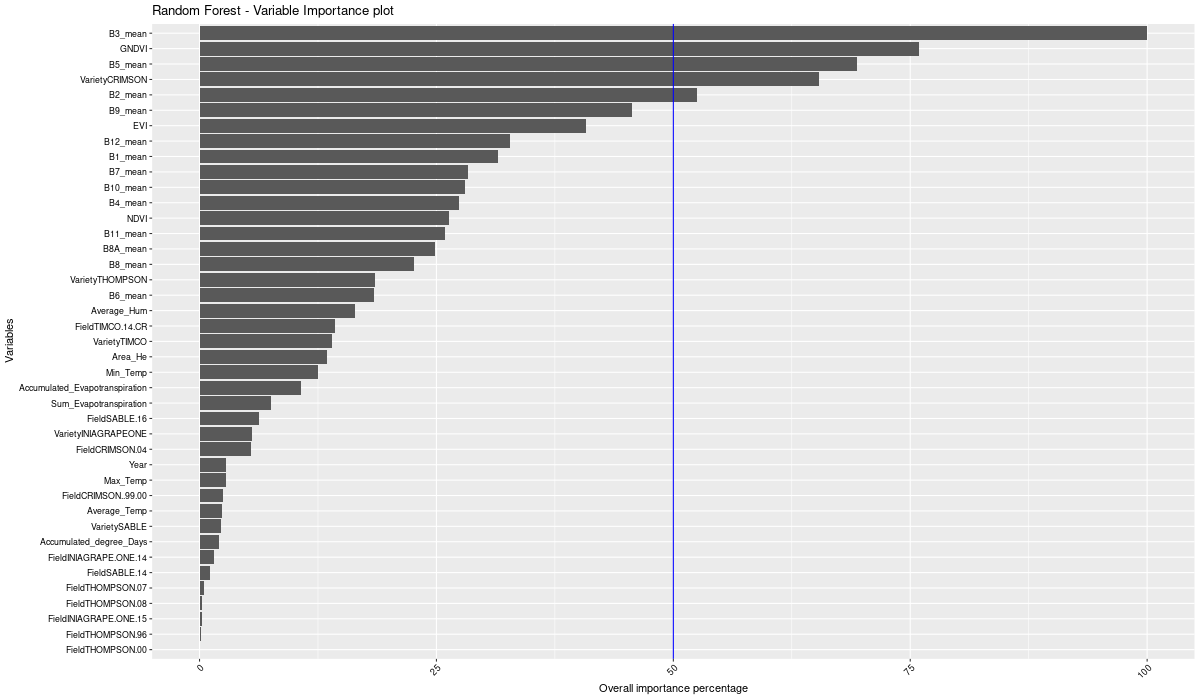 Random Forest - Variable Importance plot
B3_mean
GNDVI
B5_mean
VarietyCRIMSON
B2_mean
B9_mean
EVI
B12_mean
B1_mean
B7_mean
B10_mean
B4_mean
NDVI
B11_mean
B8A_mean
B8_mean
VarietyTHOMPSON
B6_mean
Average_Hum
FieldTIMCO.14.CR
VarietyTIMCO
Area_He
Min_Temp
Accumulated_Evapotranspiration
Sum_Evapotranspiration
FieldSABLE.16
VarietyINIAGRAPEONE
FieldCRIMSON.04
Year
Max_Temp
FieldCRIMSON..99.00
Average_Temp
VarietySABLE
Accumulated_degree_Days
FieldINIAGRAPE.ONE.14
FieldSABLE.14
FieldTHOMPSON.07
FieldTHOMPSON.08
FieldINIAGRAPE.ONE.15
FieldTHOMPSON.96
FieldTHOMPSON.00
Variables
0
25
50
75
100
Overall importance percentage